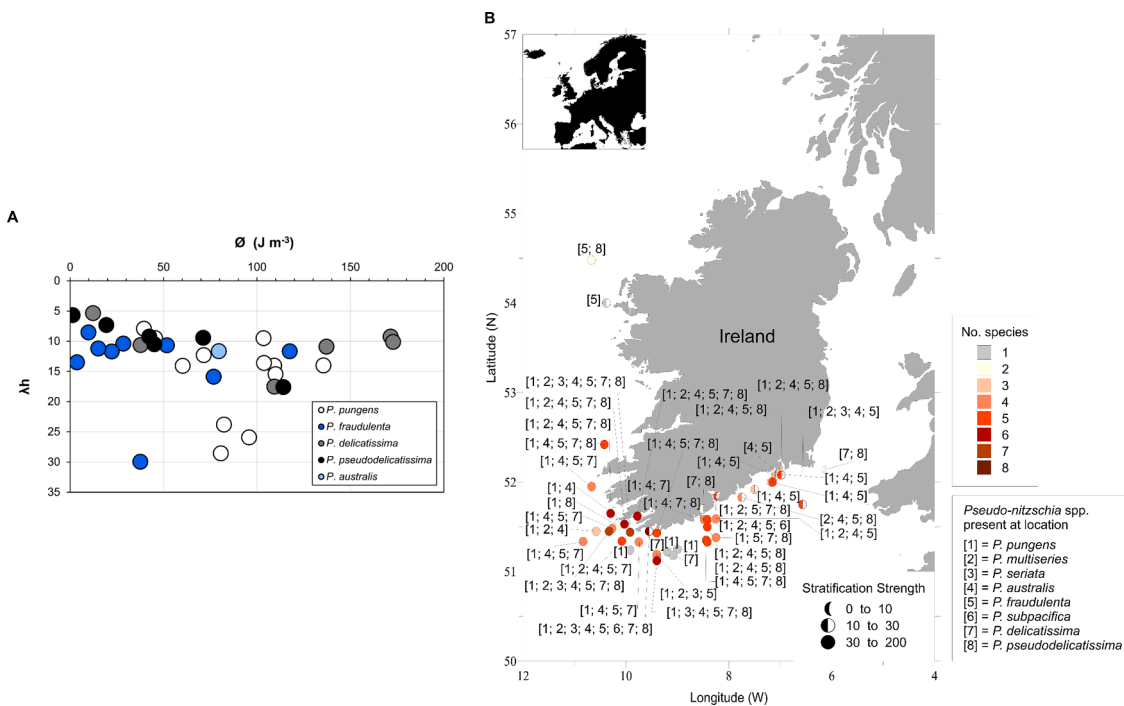 A
Ø (J m-3)
0 50 100 150 200
0
5
10
15
20
25
30
35
λh
P. pungens
P. fraudulenta
P. delicatissima
P. pseudodelicatissima
P. australis
B
57
56
55
54
53
52
51
50
Latitude (N)
12 10 8 6 4
Longitude (W)
Ireland
[5; 8]
[5]
[1; 2; 3; 4; 5; 7; 8]
[1; 2; 4; 5; 7; 8]
[1; 2; 4; 5; 7; 8]
[1; 4; 5; 7; 8]
[1; 4; 5; 7]
[1; 4]
[1; 8]
[1; 4; 5; 7]
[1; 2; 4]
[1; 4; 5; 7]
[1; 2; 4; 5; 7]
[1; 2; 3; 4; 5; 7; 8]
[1; 4; 5; 7]
[1; 2; 3; 4; 5; 6; 7; 8]
[1; 2; 4; 5; 7; 8]
[1; 2; 4; 5; 8]
[1; 2; 4; 5; 8]
[1; 2; 3; 4; 5]
[1; 4; 5; 7; 8]
[4; 5]
[1; 4; 5]
[7; 8]
[1; 4; 7]
[7; 8]
[1; 4; 7; 8]
[1; 4; 5]
[1; 4; 5]
[1; 4; 5]
[1; 2; 5; 7; 8]
[2; 4; 5; 8]
[1; 2; 4; 5; 6]
[1; 2; 4; 5]
[1; 5; 7; 8]
[1]
[7]
[1]
[1]
[7]
[1; 2; 4; 5; 8]
[1; 2; 4; 5; 8]
[1; 4; 5; 7; 8]
[1; 2; 3; 5]
[1; 3; 4; 5; 7; 8]
Stratification Strength
0 to 10
10 to 30
30 to 200
No. species
1
2
3
4
5
6
7
8
Pseudo-nitzschia spp.
present at location
[1] = P. pungens
[2] = P. multiseries
[3] = P. seriata
[4] = P. australis
[5] = P. fraudulenta
[6] = P. subpacifica
[7] = P. delicatissima
[8] = P. pseudodelicatissima